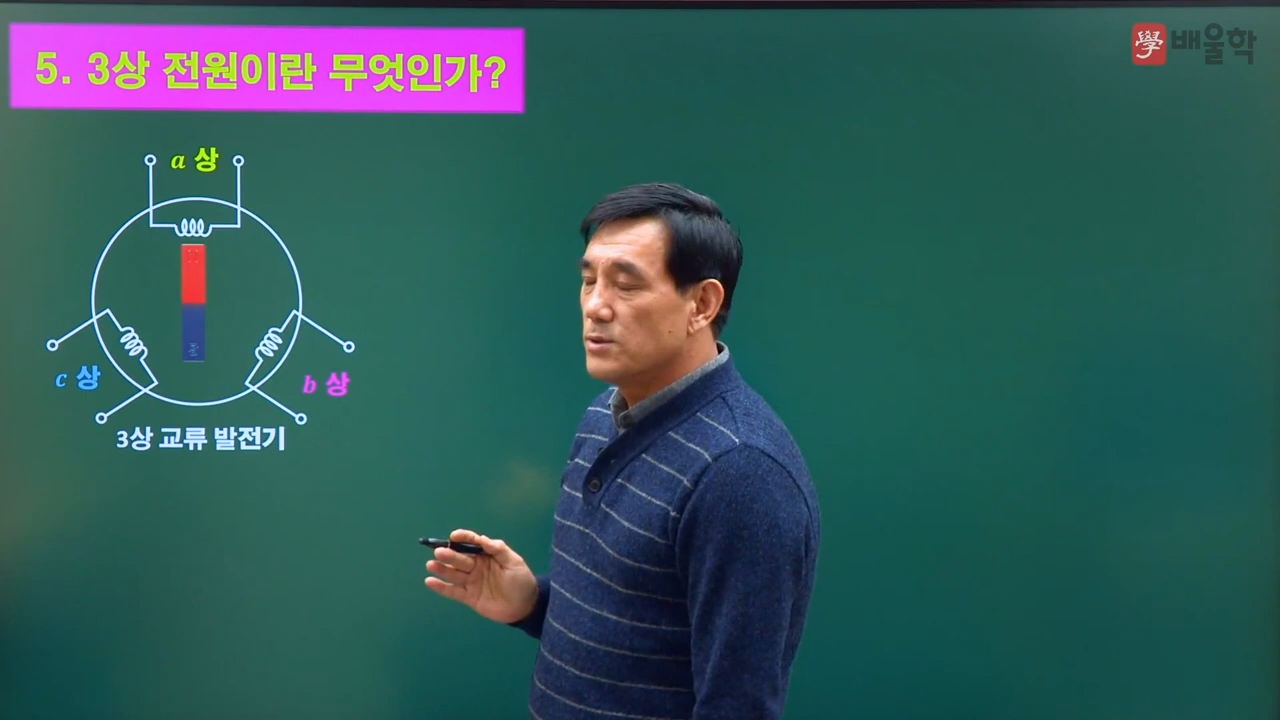 5. 3상 전원이란 무엇인가?
學 배울학
a 상
c 상
b 상
3상 교류 발전기